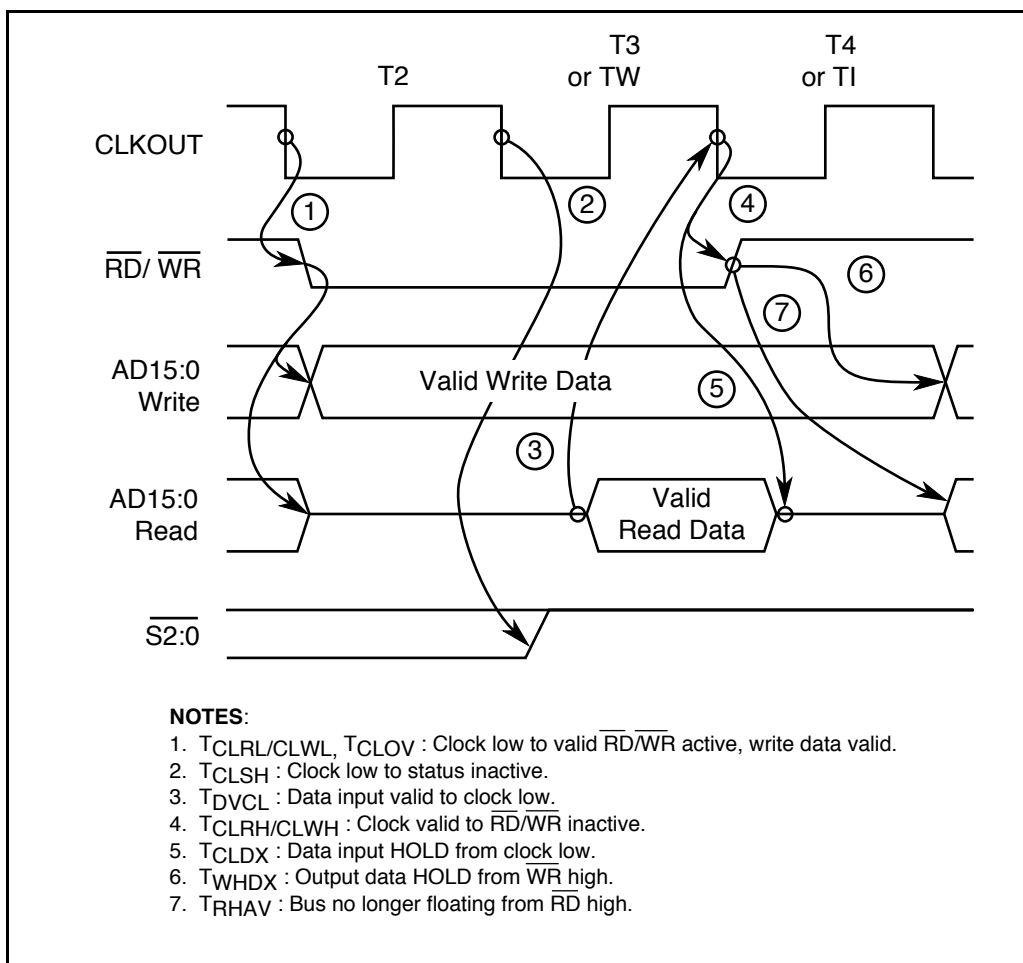 T2
T3
or TW
T4
or TI
CLKOUT
1
2
4
RD/ WR
6
7
AD15:0
Write
Valid Write Data
5
3
AD15:0
Read
Valid
Read Data
S2:0
NOTES:
1. TCLRL/CLWL, TCLOV : Clock low to valid RD/WR active, write data valid.
2. TCLSH : Clock low to status inactive.
3. TDVCL : Data input valid to clock low.
4. TCLRH/CLWH : Clock valid to RD/WR inactive.
5. TCLDX : Data input HOLD from clock low.
6. TWHDX : Output data HOLD from WR high.
7. TRHAV : Bus no longer floating from RD high.